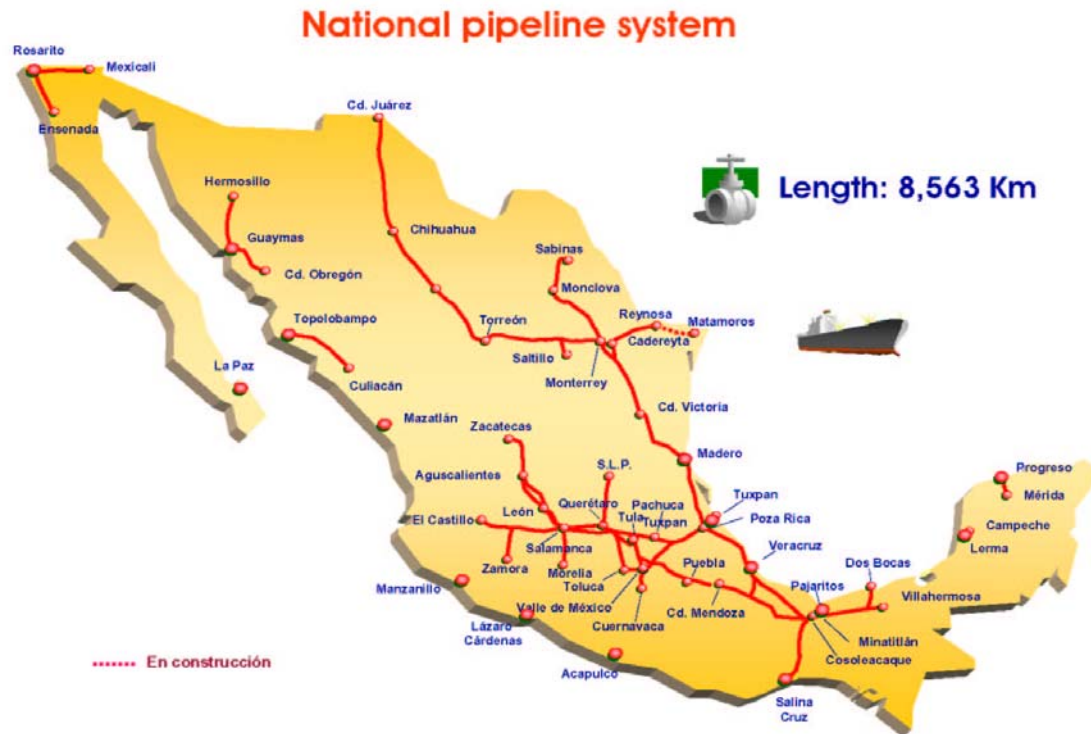 National pipeline system
Rosarito
Mexicali
Ensenada
Cd. Juárez
Length: 8,563 Km
Hermosillo
Chihuahua
Guaymas
Cd. Obregón
Sabinas
Monclova
Topolobampo
Torreón
Reynosa
Matamoros
Cadereyta
Saltillo
Monterrey
La Paz
Culiacán
Mazatlán
Cd. Victoria
Zacatecas
Madero
Aguascalientes
S.L.P.
León
Querétaro
Pachuca
Tula
Tuxpan
Tuxpan
Poza Rica
El Castillo
Salamanca
Progreso
Mérida
Campeche
Lerma
Veracruz
Zamora
Morelia
Toluca
Puebla
Dos Bocas
Pajaritos
Villahermosa
Manzanillo
Valle de México
Cd. Mendoza
Cuernavaca
Minatitlán
Cosoleacaque
Lázaro
Cárdenas
Acapulco
Salina
Cruz
En construcción